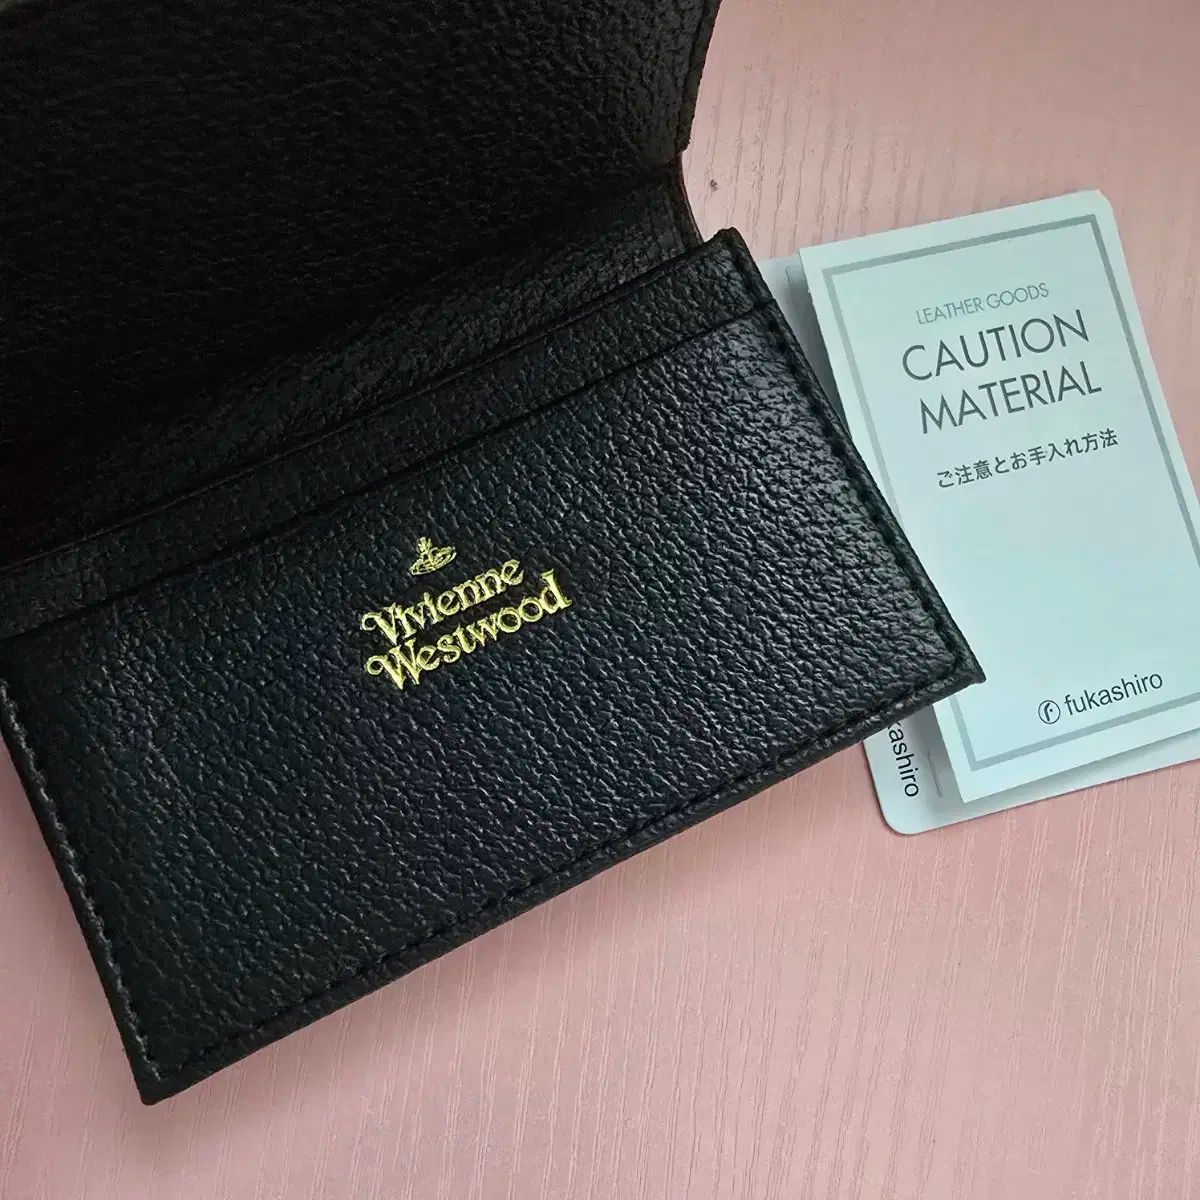 Vivienne
Westwood
LEATHER GOODS
CAUTION
MATERIAL
ご注意とお手入れ方法
fukashiro
kashiro